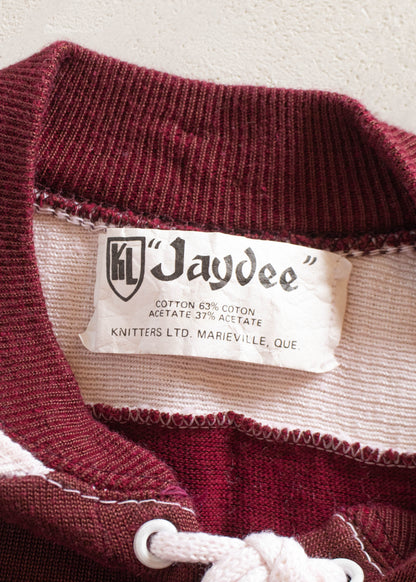 KL "Jaydee"
COTTON 63% COTON
ACETATE 37% ACETATE
KNITTERS LTD. MARIEVILLE, QUE.